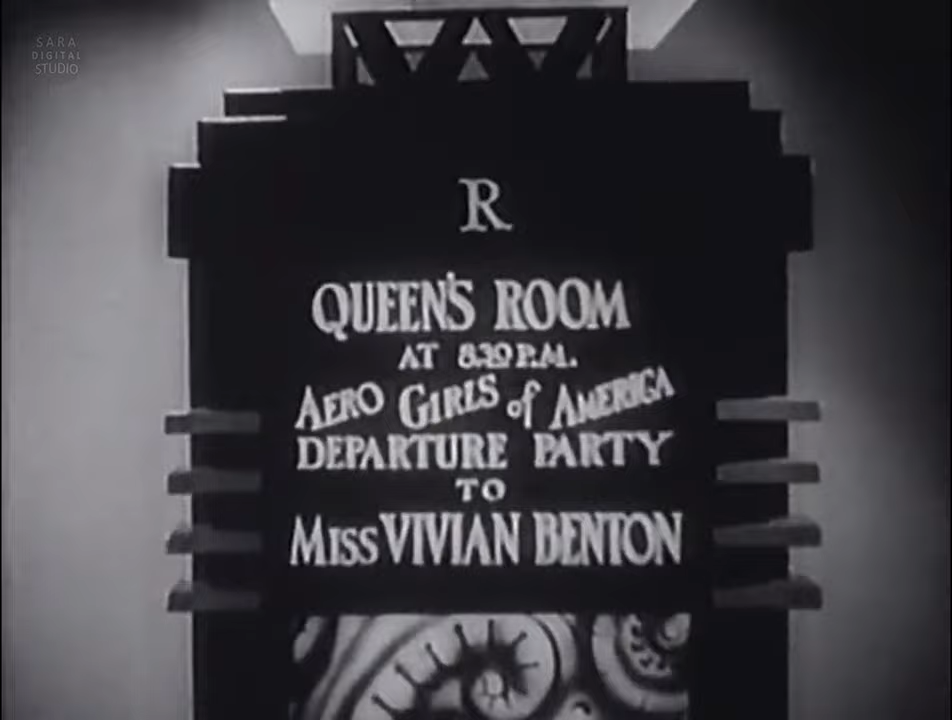 SARA
DIGITAL
STUDIO
R
QUEEN'S ROOM
AT 8.30 P.M.
AERO GIRLS of AMERICA
DEPARTURE PARTY
TO
MISS VIVIAN BENTON